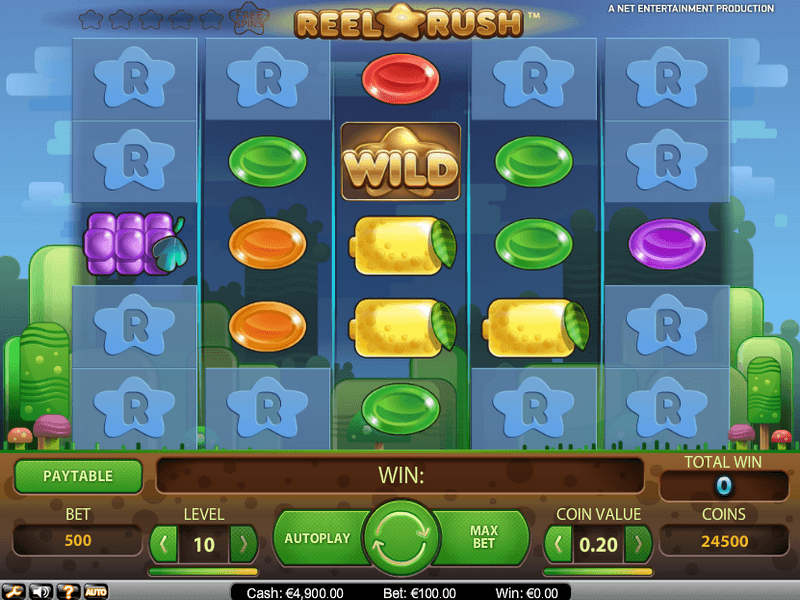 REEL RUSH™
A NET ENTERTAINMENT PRODUCTION
R R R R
R R
WILD
R R
R R R R
PAYTABLE
WIN:
TOTAL WIN
0
BET
500
LEVEL
10
AUTOPLAY
MAX
BET
COIN VALUE
0.20
COINS
24500
AUTO
Cash: €4,900.00 Bet: €100.00 Win: €0.00